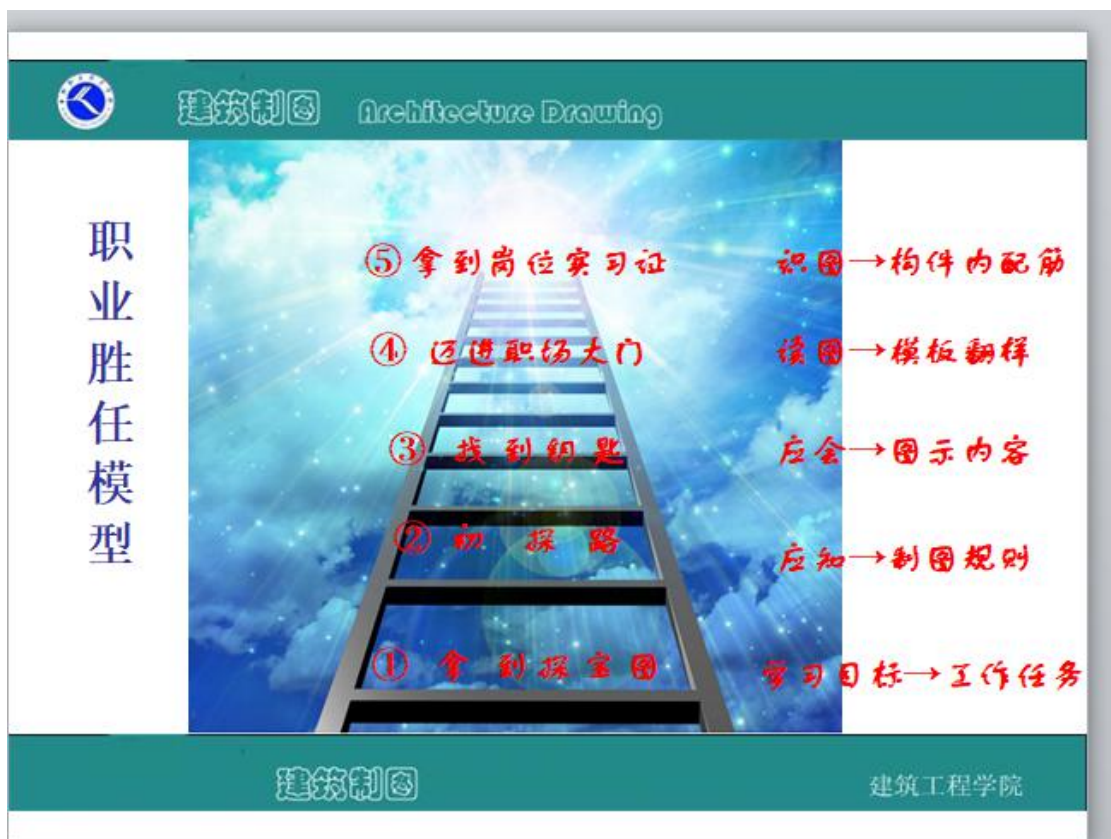 建筑制图 Architecture Drawing
职业胜任模型
⑤拿到岗位实习证 识图→构件内配筋
④ 迈进职场大门 读图→模板翻样
③ 找到钥匙 应会→图示内容
② 初探路 应知→制图规则
① 拿到探宝图 学习目标→工作任务
建筑制图 建筑工程学院